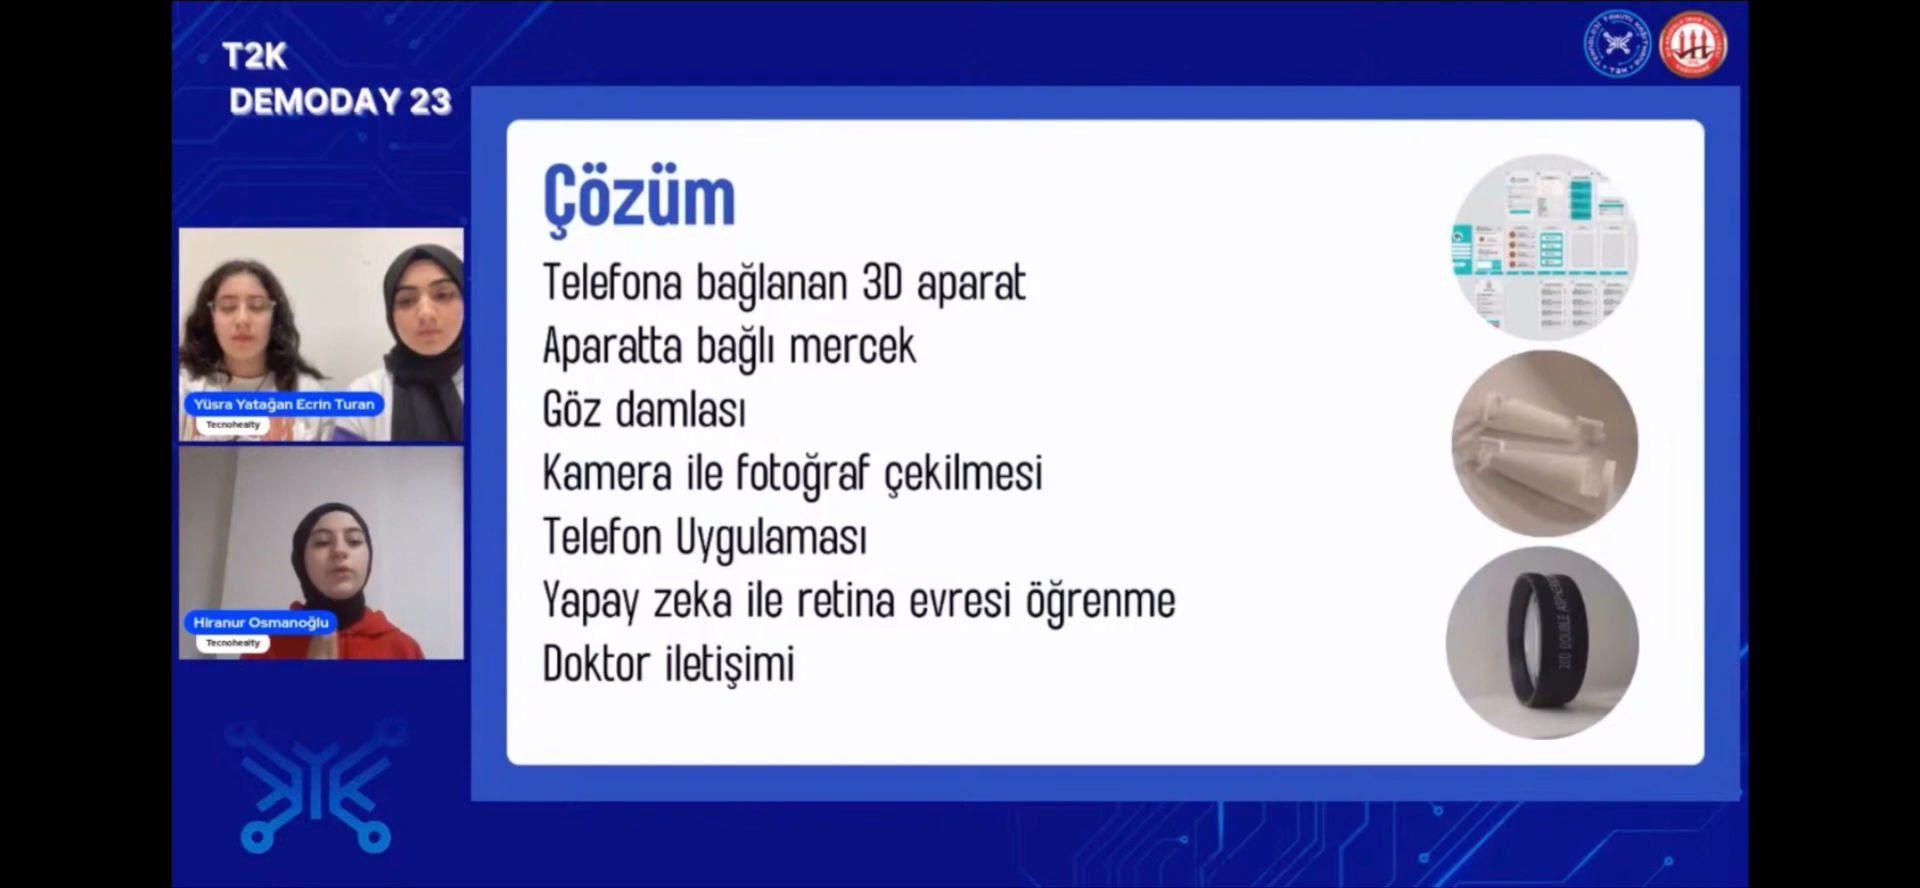 T2K
DEMODAY 23
Çözüm
Telefona bağlanan 3D aparat
Aparatta bağlı mercek
Göz damlası
Kamera ile fotoğraf çekilmesi
Telefon Uygulaması
Yapay zeka ile retina evresi öğrenme
Doktor iletişimi
Yüsra Yatağan Ecrin Turan
Tecnohealty
Hiranur Osmanoğlu
Tecnohealty